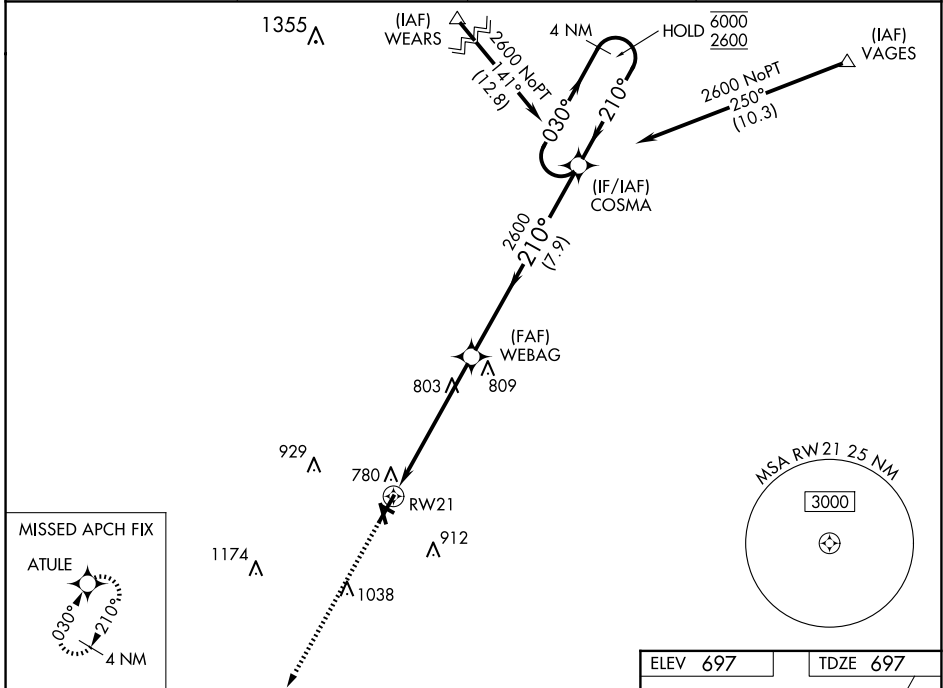 1355
(IAF)
WEARS
2600 NoPT
141°
(12.8)
4 NM
HOLD
6000
2600
030°
210°
(IAF)
VAGES
2600 NoPT
250°
(10.3)
(IF/IAF)
COSMA
2600
210°
(7.9)
(FAF)
WEBAG
803
809
929
780
RW21
912
1174
1038
MISSED APCH FIX
ATULE
030°
210°
4 NM
MSA RW21 25 NM
3000
ELEV 697
TDZE 697